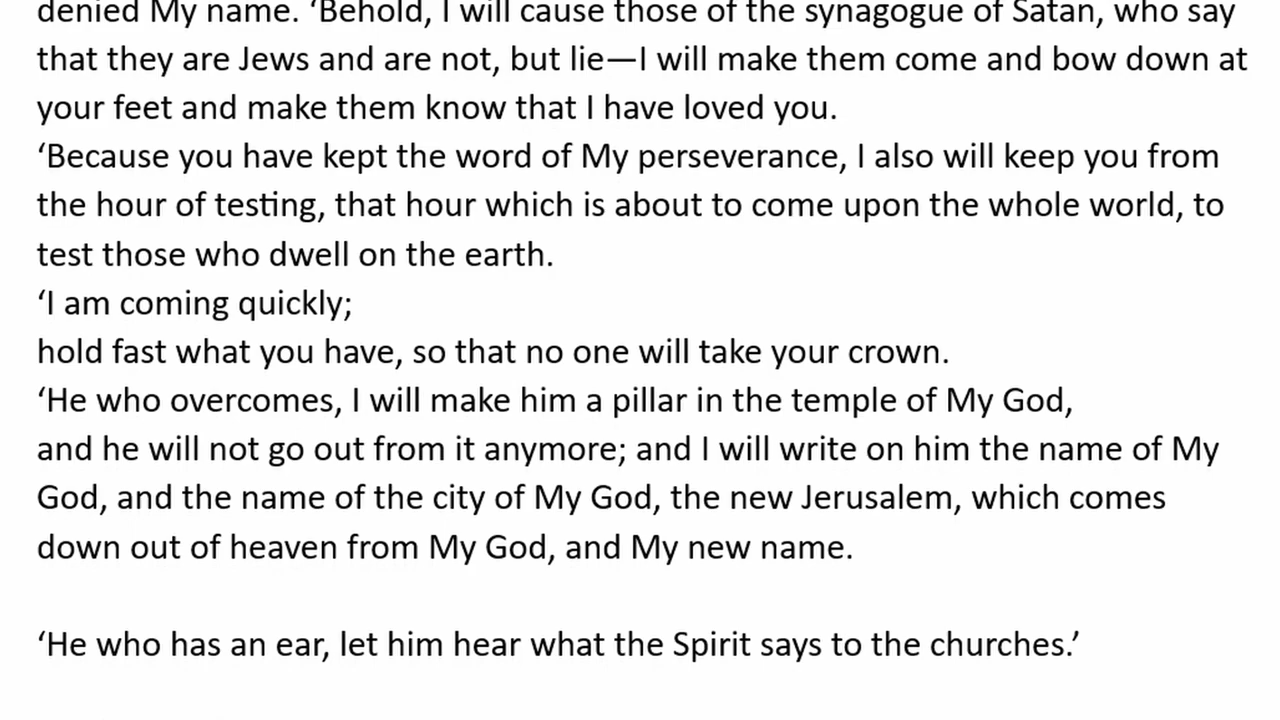 denied My name. ‘Behold, I will cause those of the synagogue of Satan, who say
that they are Jews and are not, but lie—I will make them come and bow down at
your feet and make them know that I have loved you.
‘Because you have kept the word of My perseverance, I also will keep you from
the hour of testing, that hour which is about to come upon the whole world, to
test those who dwell on the earth.
‘I am coming quickly;
hold fast what you have, so that no one will take your crown.
‘He who overcomes, I will make him a pillar in the temple of My God,
and he will not go out from it anymore; and I will write on him the name of My
God, and the name of the city of My God, the new Jerusalem, which comes
down out of heaven from My God, and My new name.
‘He who has an ear, let him hear what the Spirit says to the churches.’